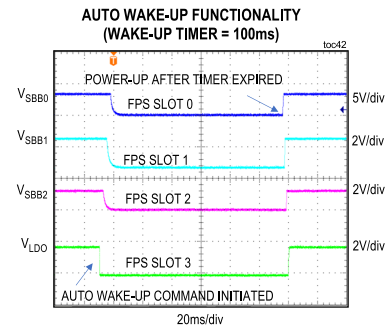 AUTO WAKE-UP FUNCTIONALITY
(WAKE-UP TIMER = 100ms)
toc42
T
POWER-UP AFTER TIMER EXPIRED
VSBB0
FPS SLOT 0
5V/div
VSBB1
FPS SLOT 1
2V/div
VSBB2
FPS SLOT 2
2V/div
VLDO
FPS SLOT 3
2V/div
AUTO WAKE-UP COMMAND INITIATED
20ms/div